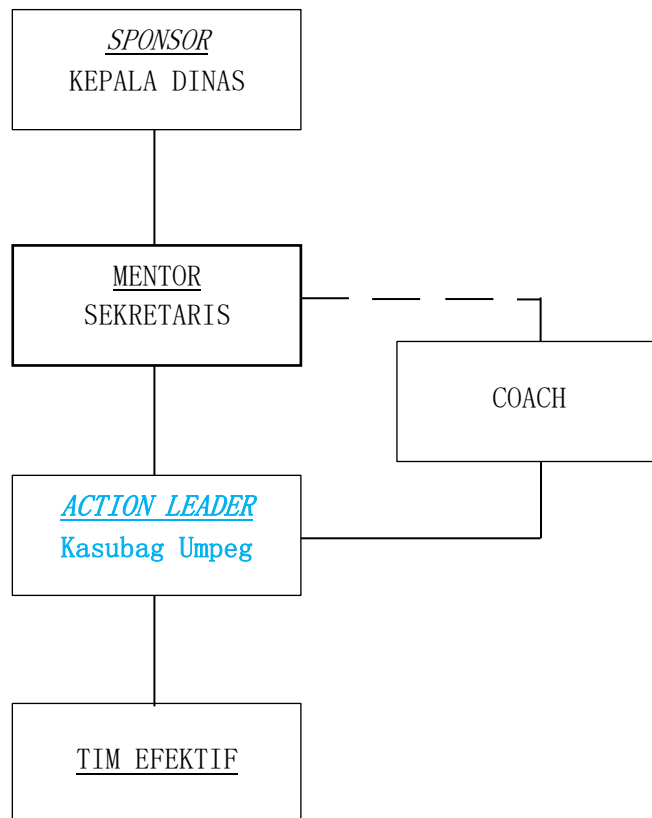 SPONSOR
KEPALA DINAS
MENTOR
SEKRETARIS
COACH
ACTION LEADER
Kasubag Umpeg
TIM EFEKTIF